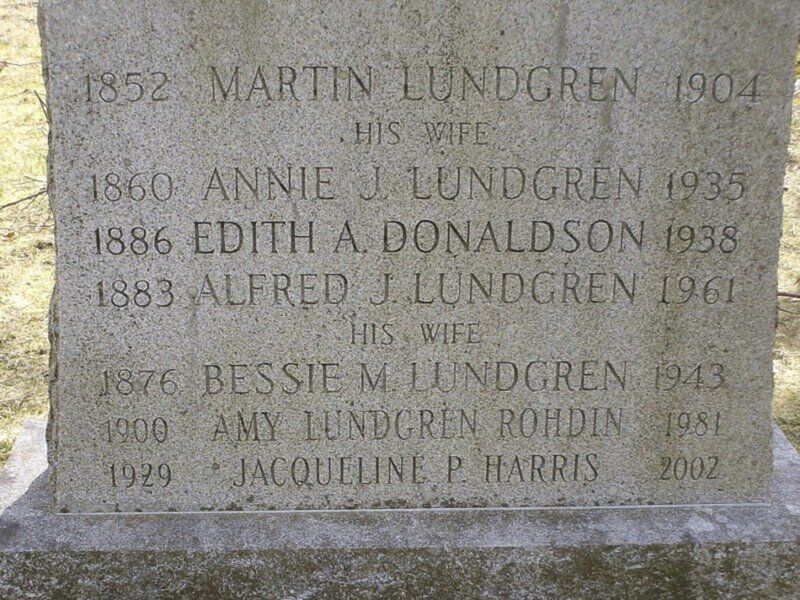 1852 MARTIN LUNDGREN 1904
HIS WIFE
1860 ANNIE J. LUNDGREN 1935
1886 EDITH A. DONALDSON 1938
1883 ALFRED J. LUNDGREN 1961
HIS WIFE
1876 BESSIE M. LUNDGREN 1943
1900 AMY LUNDGREN ROHDIN 1981
1929 JACQUELINE P. HARRIS 2002